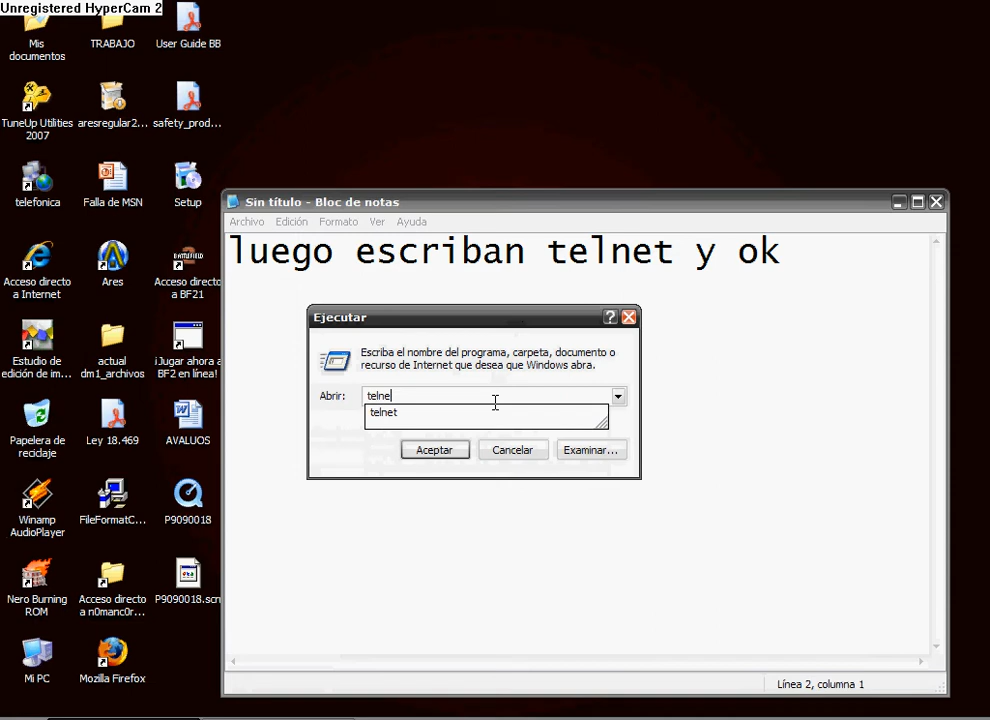 Unregistered HyperCam 2
Mis
documentos
TRABAJO
User Guide BB
TuneUp Utilities
2007
aresregular2...
safety_prod...
telefonica
Falla de MSN
Setup
Acceso directo
a Internet
Ares
Acceso directo
a BF21
Estudio de
edición de im...
actual
dm1_archivos
¡Jugar ahora a
BF2 en línea!
Papelera de
reciclaje
Ley 18.469
AVALUOS
Winamp
AudioPlayer
FileFormatC...
P9090018
Nero Burning
ROM
Acceso directo
a n0manc0r...
P9090018.scn
Mi PC
Mozilla Firefox
Sin título - Bloc de notas
Archivo Edición Formato Ver Ayuda
luego escriban telnet y ok
Ejecutar
Escriba el nombre del programa, carpeta, documento o
recurso de Internet que desea que Windows abra.
Abrir: telne
telnet
Aceptar Cancelar Examinar...
Línea 2, columna 1